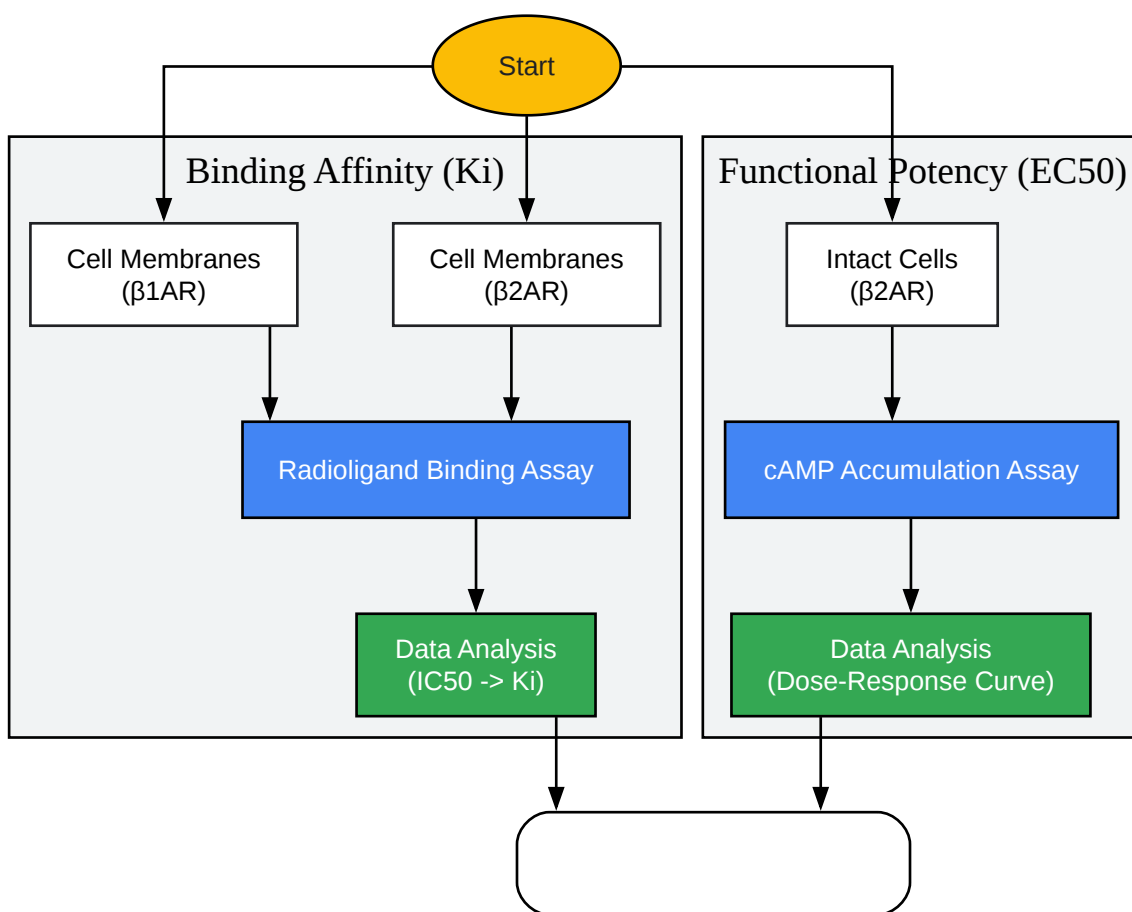 Start
Binding Affinity (Ki)
Functional Potency (EC50)
Cell Membranes
(β1AR)
Cell Membranes
(β2AR)
Intact Cells
(β2AR)
Radioligand Binding Assay
cAMP Accumulation Assay
Data Analysis
(IC50 -> Ki)
Data Analysis
(Dose-Response Curve)